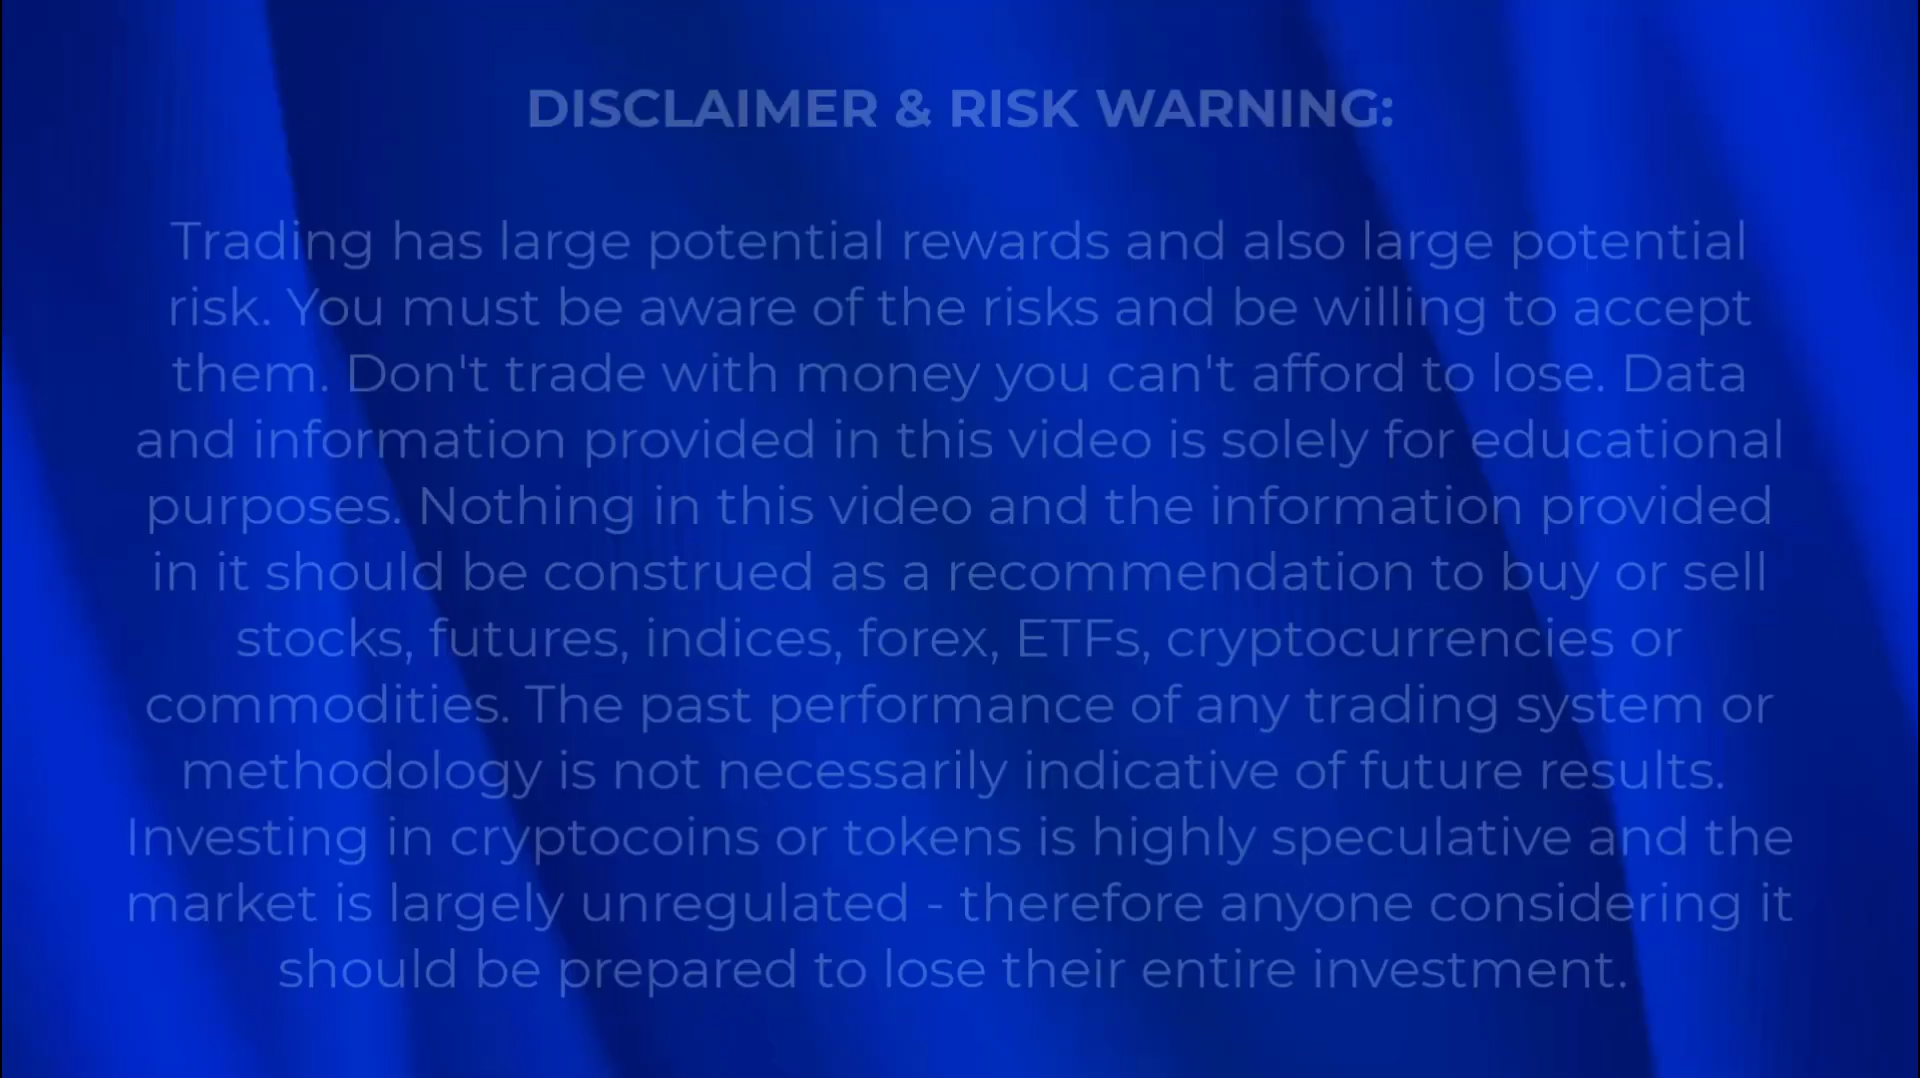 DISCLAIMER & RISK WARNING:
Trading has large potential rewards and also large potential
risk. You must be aware of the risks and be willing to accept
them. Don't trade with money you can't afford to lose. Data
and information provided in this video is solely for educational
purposes. Nothing in this video and the information provided
in it should be construed as a recommendation to buy or sell
stocks, futures, indices, forex, ETFs, cryptocurrencies or
commodities. The past performance of any trading system or
methodology is not necessarily indicative of future results.
Investing in cryptocoins or tokens is highly speculative and the
market is largely unregulated - therefore anyone considering it
should be prepared to lose their entire investment.